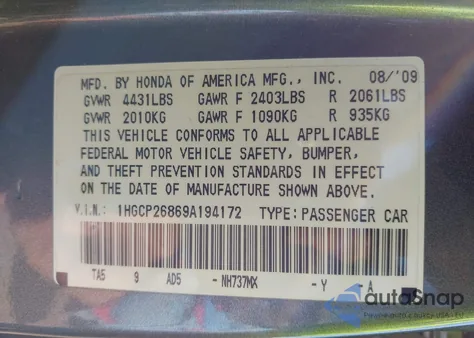 MFD. BY HONDA OF AMERICA MFG., INC. 08/'09
GVWR 4431LBS GAWR F 2403LBS R 2061LBS
GVWR 2010KG GAWR F 1090KG R 935KG
THIS VEHICLE CONFORMS TO ALL APPLICABLE
FEDERAL MOTOR VEHICLE SAFETY, BUMPER,
AND THEFT PREVENTION STANDARDS IN EFFECT
ON THE DATE OF MANUFACTURE SHOWN ABOVE.
V.I.N.: 1HGCP26869A194172 TYPE: PASSENGER CAR
TA5 9 AD5 -NH737MX -Y -A
autoSnap